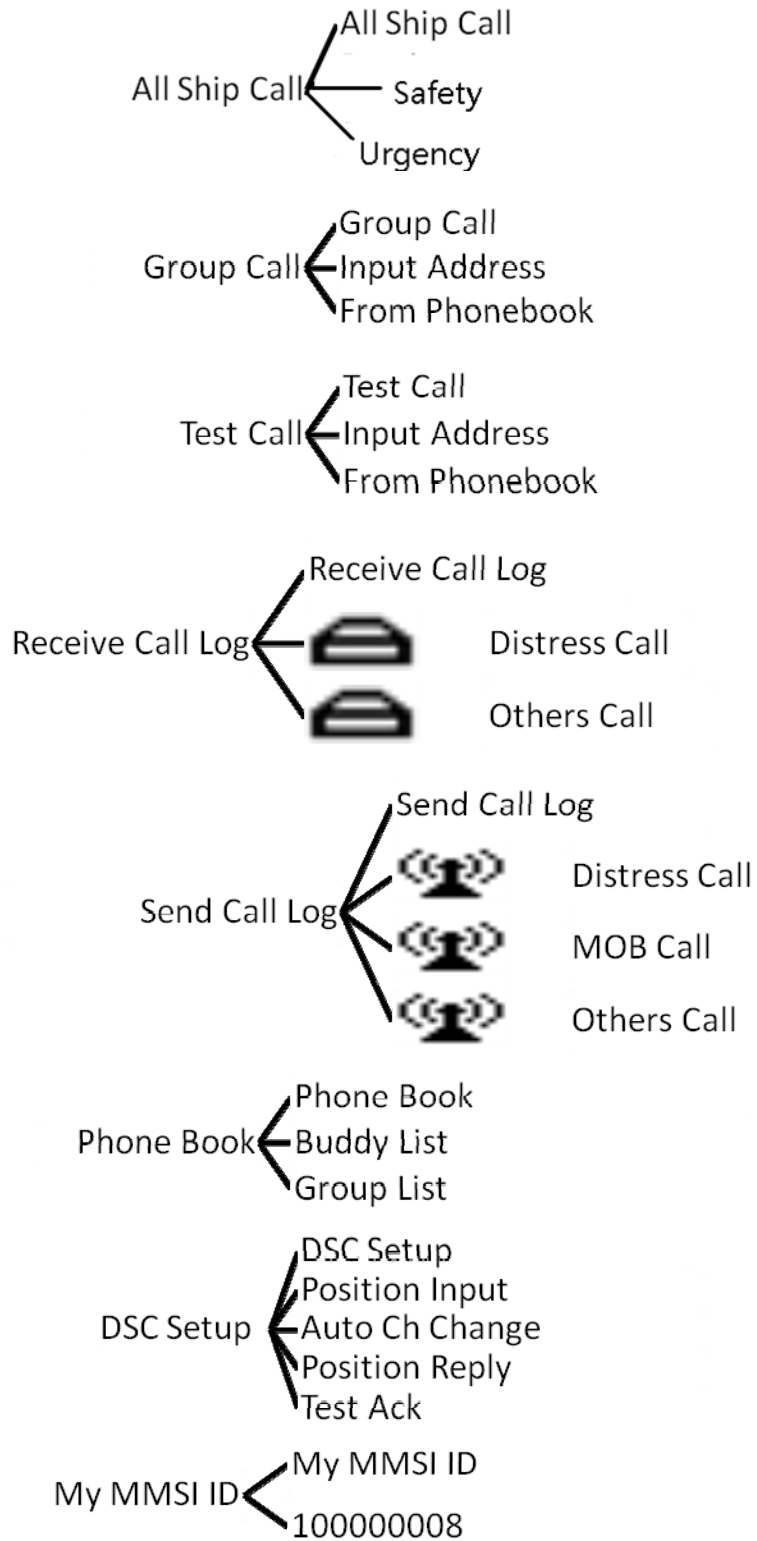 All Ship Call
All Ship Call
Safety
Urgency
Group Call
Group Call
Input Address
From Phonebook
Test Call
Test Call
Input Address
From Phonebook
Receive Call Log
Receive Call Log
Distress Call
Others Call
Send Call Log
Distress Call
Send Call Log
MOB Call
Others Call
Phone Book
Phone Book
Buddy List
Group List
DSC Setup
Position Input
DSC Setup
Auto Ch Change
Position Reply
Test Ack
My MMSI ID
My MMSI ID
100000008